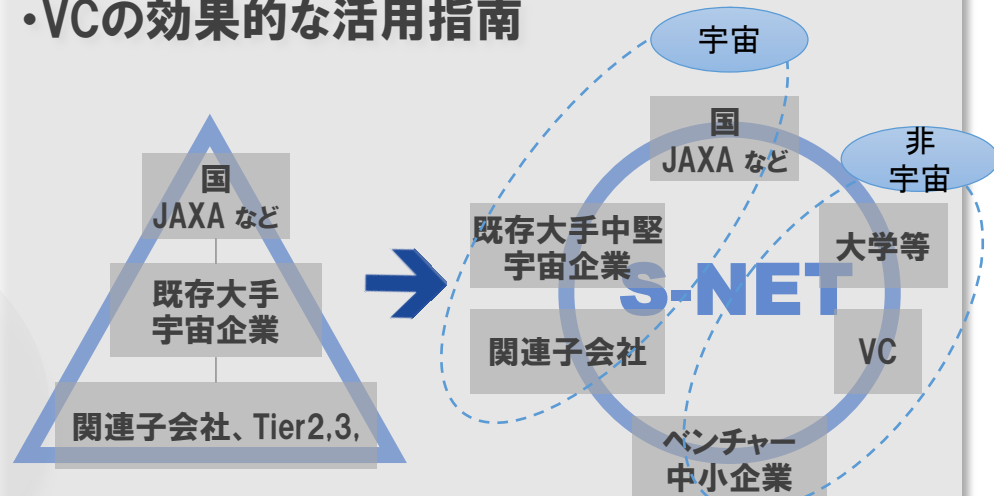 ・VCの効果的な活用指南
国
JAXA など
既存大手
宇宙企業
関連子会社、Tier2,3,
宇宙
国
JAXA など
非
宇宙
既存大手中堅
宇宙企業
大学等
S-NET
関連子会社
VC
ベンチャー
中小企業